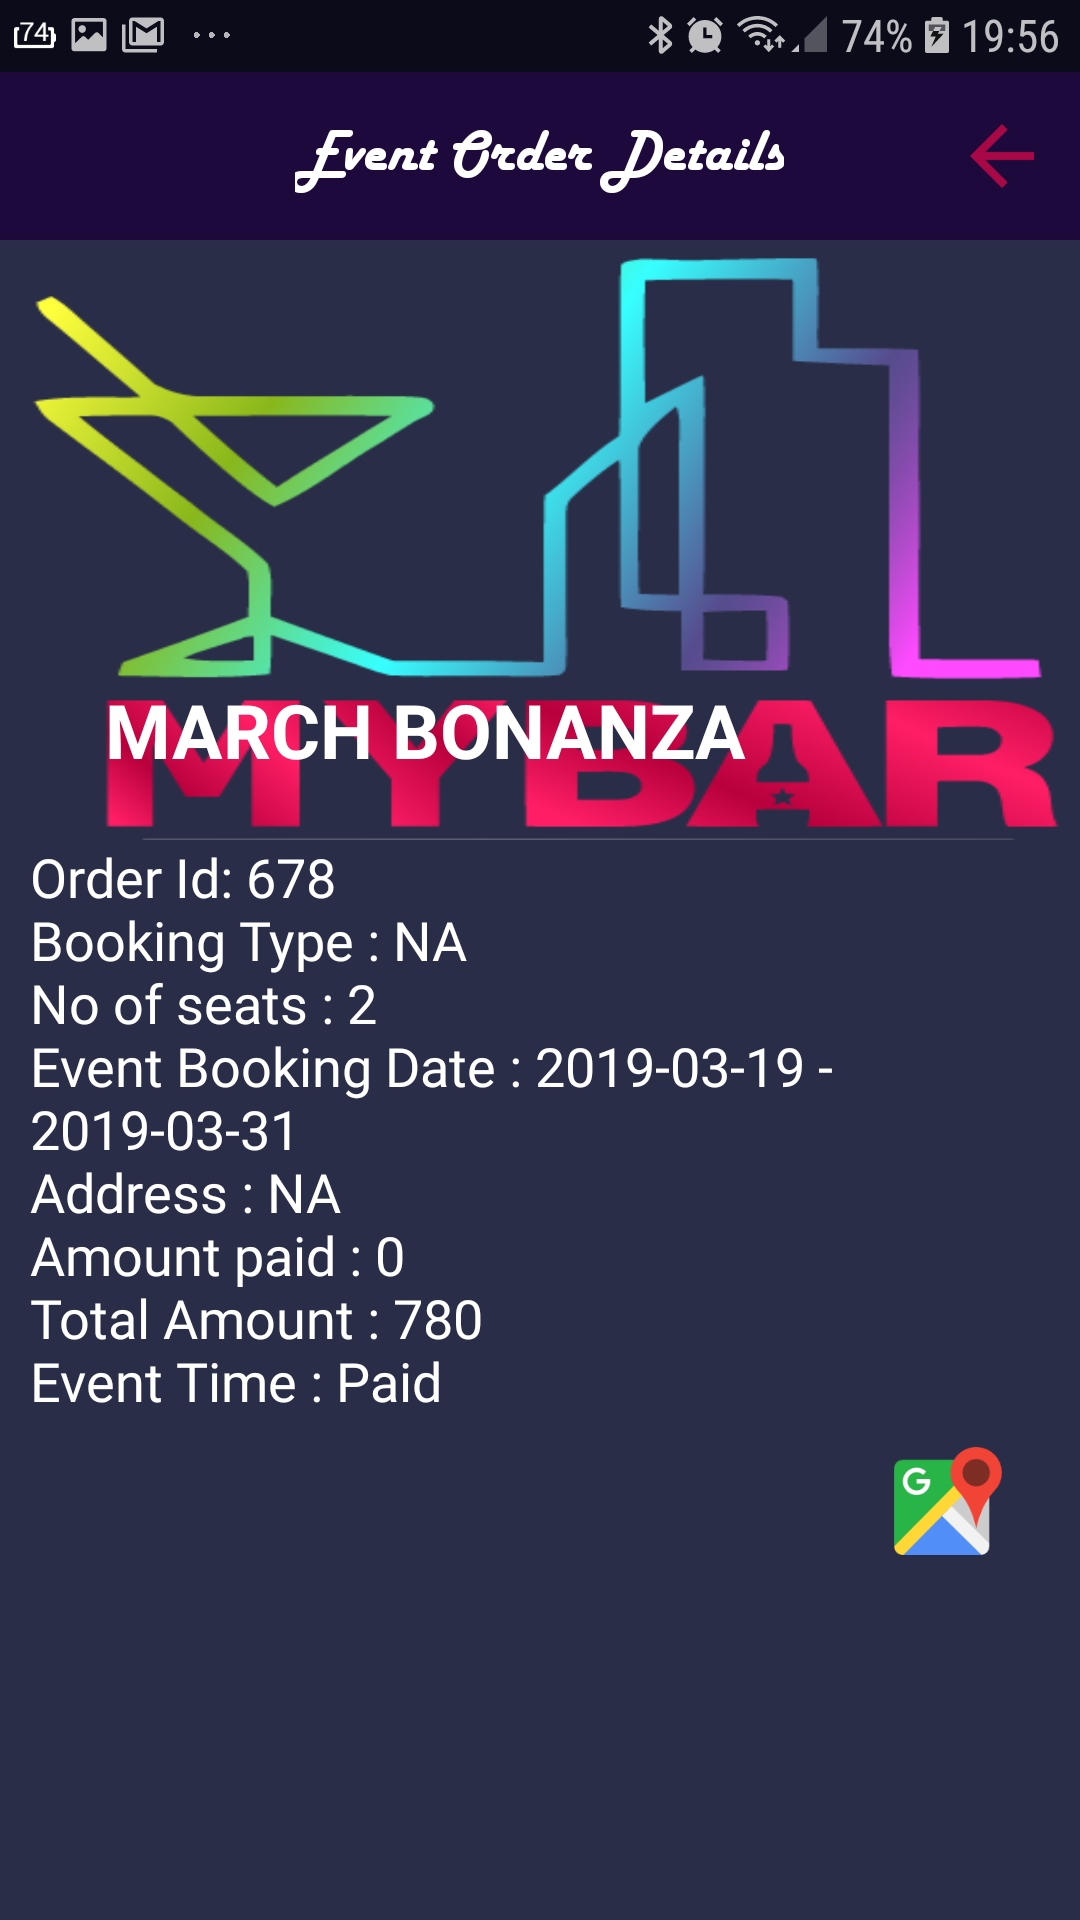 74 74% 19:56
Event Order Details
MARCH BONANZA
MYBAR
Order Id: 678
Booking Type : NA
No of seats : 2
Event Booking Date : 2019-03-19 -
2019-03-31
Address : NA
Amount paid : 0
Total Amount : 780
Event Time : Paid
G